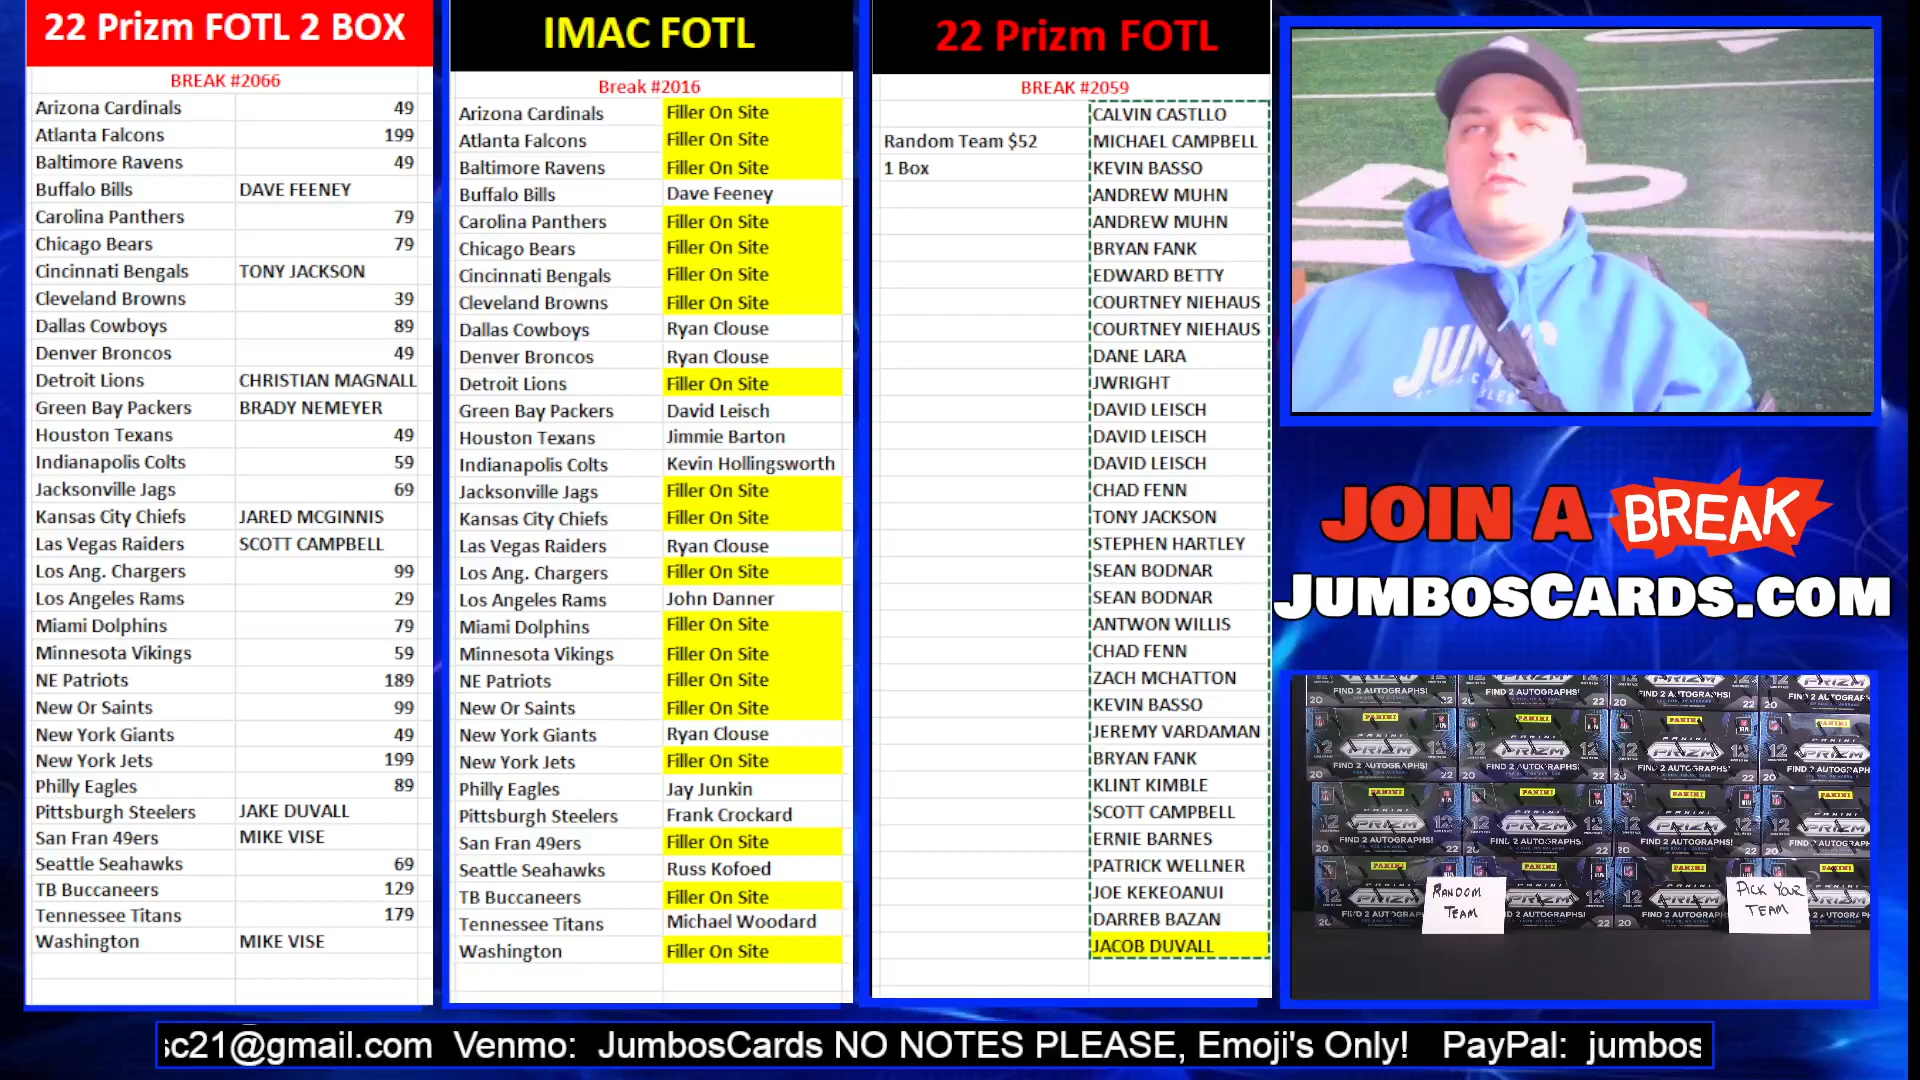 22 Prizm FOTL 2 BOX
BREAK #2066
Arizona Cardinals 49
Atlanta Falcons 199
Baltimore Ravens 49
Buffalo Bills DAVE FEENEY
Carolina Panthers 79
Chicago Bears 79
Cincinnati Bengals TONY JACKSON
Cleveland Browns 39
Dallas Cowboys 89
Denver Broncos 49
Detroit Lions CHRISTIAN MAGNALL
Green Bay Packers BRADY NEMEYER
Houston Texans 49
Indianapolis Colts 59
Jacksonville Jags 69
Kansas City Chiefs JARED MCGINNIS
Las Vegas Raiders SCOTT CAMPBELL
Los Ang. Chargers 99
Los Angeles Rams 29
Miami Dolphins 79
Minnesota Vikings 59
NE Patriots 189
New Or Saints 99
New York Giants 49
New York Jets 199
Philly Eagles 89
Pittsburgh Steelers JAKE DUVALL
San Fran 49ers MIKE VISE
Seattle Seahawks 69
TB Buccaneers 129
Tennessee Titans 179
Washington MIKE VISE
IMAC FOTL
Break #2016
Arizona Cardinals Filler On Site
Atlanta Falcons Filler On Site
Baltimore Ravens Filler On Site
Buffalo Bills Dave Feeney
Carolina Panthers Filler On Site
Chicago Bears Filler On Site
Cincinnati Bengals Filler On Site
Cleveland Browns Filler On Site
Dallas Cowboys Ryan Clouse
Denver Broncos Ryan Clouse
Detroit Lions Filler On Site
Green Bay Packers David Leisch
Houston Texans Jimmie Barton
Indianapolis Colts Kevin Hollingsworth
Jacksonville Jags Filler On Site
Kansas City Chiefs Filler On Site
Las Vegas Raiders Ryan Clouse
Los Ang. Chargers Filler On Site
Los Angeles Rams John Danner
Miami Dolphins Filler On Site
Minnesota Vikings Filler On Site
NE Patriots Filler On Site
New Or Saints Filler On Site
New York Giants Ryan Clouse
New York Jets Filler On Site
Philly Eagles Jay Junkin
Pittsburgh Steelers Frank Crockard
San Fran 49ers Filler On Site
Seattle Seahawks Russ Kofoed
TB Buccaneers Filler On Site
Tennessee Titans Michael Woodard
Washington Filler On Site
22 Prizm FOTL
BREAK #2059
CALVIN CASTLLO
Random Team $52 MICHAEL CAMPBELL
1 Box KEVIN BASSO
ANDREW MUHN
ANDREW MUHN
BRYAN FANK
EDWARD BETTY
COURTNEY NIEHAUS
COURTNEY NIEHAUS
DANE LARA
JWRIGHT
DAVID LEISCH
DAVID LEISCH
DAVID LEISCH
CHAD FENN
TONY JACKSON
STEPHEN HARTLEY
SEAN BODNAR
SEAN BODNAR
ANTWON WILLIS
CHAD FENN
ZACH MCHATTON
KEVIN BASSO
JEREMY VARDAMAN
BRYAN FANK
KLINT KIMBLE
SCOTT CAMPBELL
ERNIE BARNES
PATRICK WELLNER
JOE KEKEOANUI
DARREB BAZAN
JACOB DUVALL
JOIN A BREAK
JUMBOSCARDS.COM
FIND 2 AUTOGRAPHS!
PANINI
PRIZM
RANDOM TEAM
PICK YOUR TEAM
sc21@gmail.com Venmo: JumbosCards NO NOTES PLEASE, Emoji's Only! PayPal: jumbos